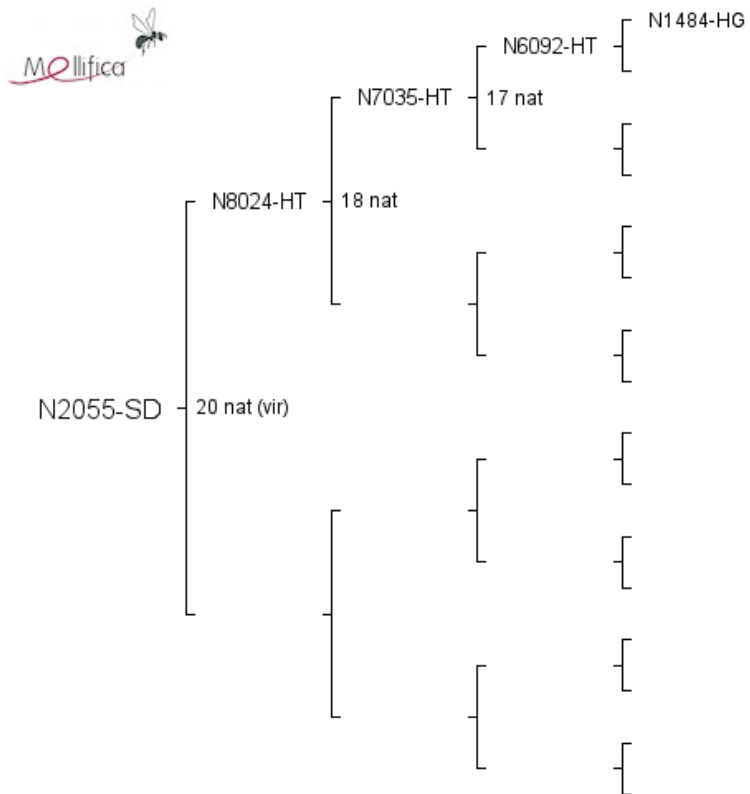 Mellifica
N1484-HG
N6092-HT
N7035-HT
17 nat
N8024-HT
18 nat
N2055-SD
20 nat (vir)